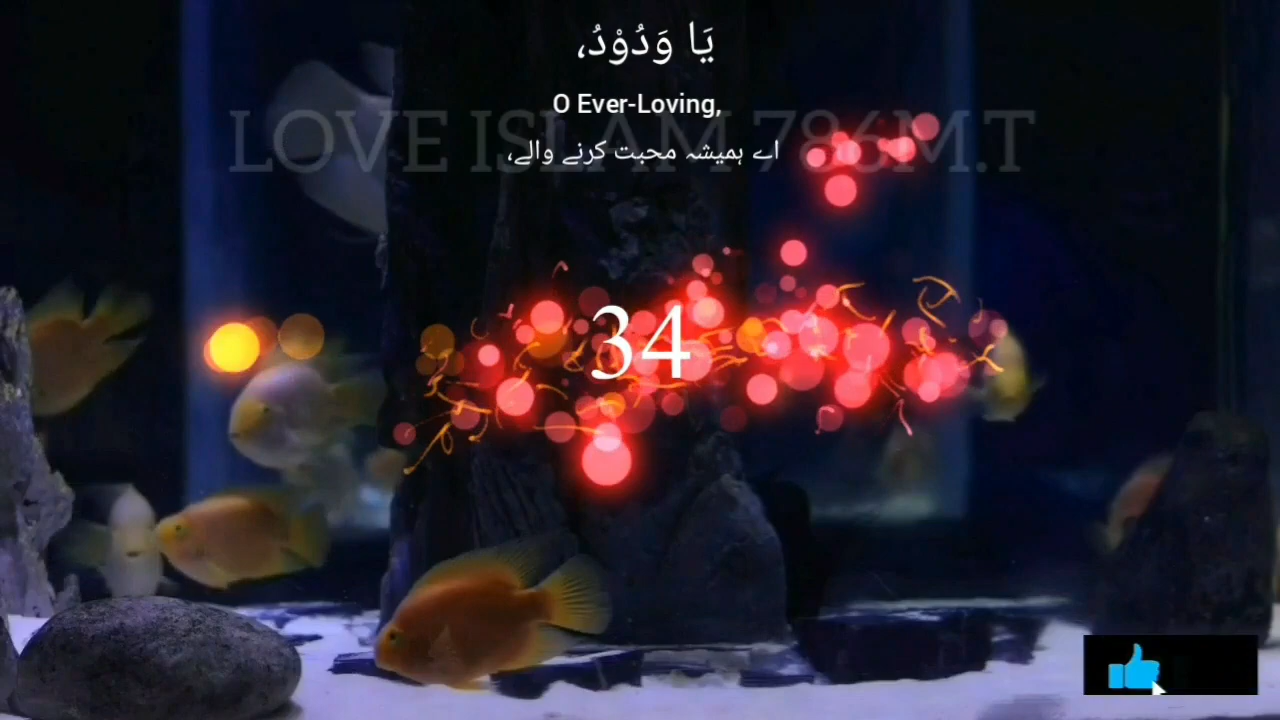 يَا وَدُوْدُ،
O Ever-Loving,
LOVE ISLAM 786M.T
اے ہمیشہ محبت کرنے والے،
34